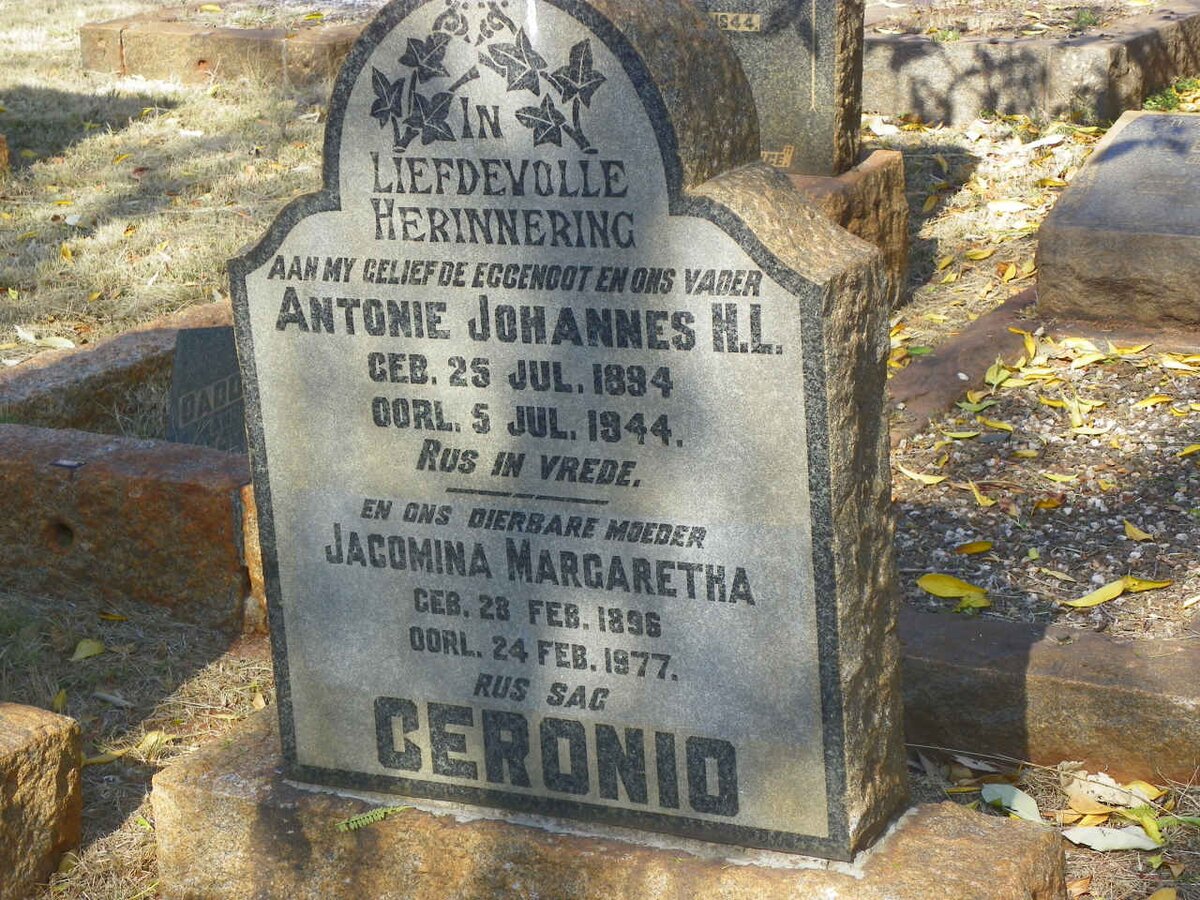 1944.
IN
LIEFDEVOLLE
HERINNERING
AAN MY GELIEFDE EGGENOOT EN ONS VADER
ANTONIE JOHANNES H.L.
GEB. 25 JUL. 1894
OORL. 5 JUL. 1944.
RUS IN VREDE.
EN ONS DIERBARE MOEDER
JACOMINA MARGARETHA
GEB. 28 FEB. 1896
OORL. 24 FEB. 1977.
RUS SAG
CERONIO